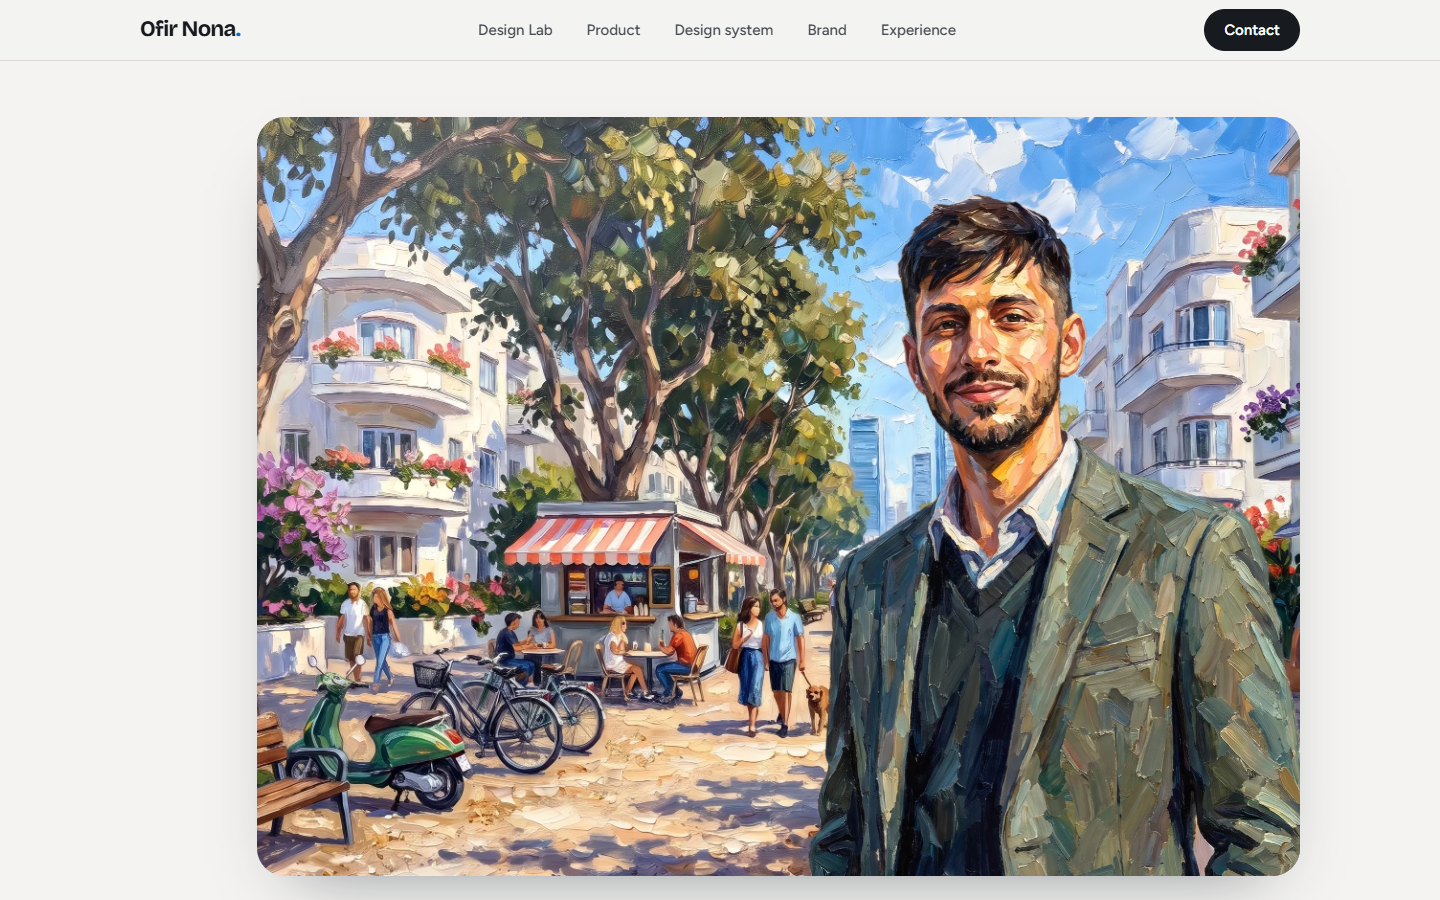 Ofir Nona.
Design Lab
Product
Design system
Brand
Experience
Contact